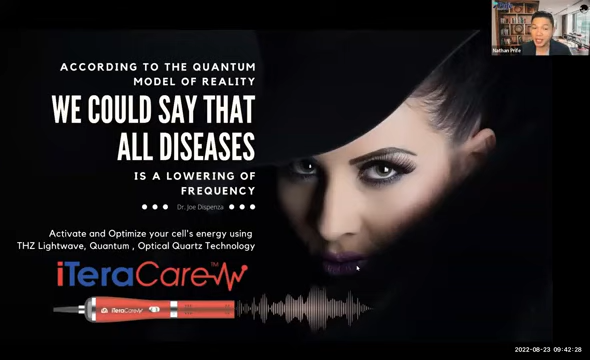 Nathan Prife
ACCORDING TO THE QUANTUM
MODEL OF REALITY
WE COULD SAY THAT
ALL DISEASES
IS A LOWERING OF
FREQUENCY
Dr. Joe Dispenza
Activate and Optimize your cell's energy using
THZ Lightwave, Quantum , Optical Quartz Technology
iTeraCare™
iTeraCare
2022-08-23 09:42:28